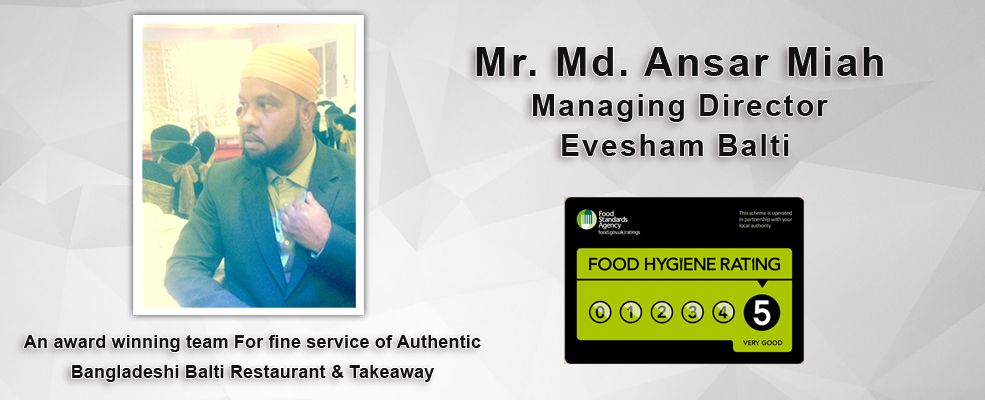 Mr. Md. Ansar Miah
Managing Director
Evesham Balti
Food
Standards
Agency
food.gov.uk/ratings
This scheme is operated
in partnership with your
local authority
FOOD HYGIENE RATING
0 1 2 3 4 5
VERY GOOD
An award winning team For fine service of Authentic
Bangladeshi Balti Restaurant & Takeaway